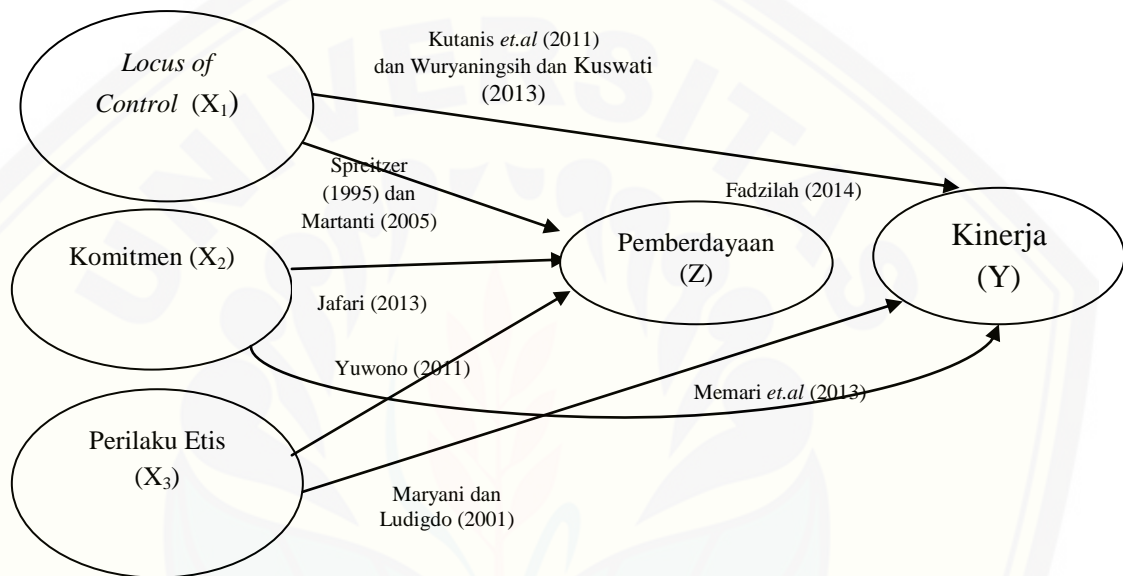 Locus of
Control (X₁)
Kutanis et.al (2011)
dan Wuryaningsih dan Kuswati
(2013)
Spreitzer
(1995) dan
Martanti (2005)
Fadzilah (2014)
Komitmen (X₂)
Pemberdayaan
(Z)
Kinerja
(Y)
Jafari (2013)
Yuwono (2011)
Memari et.al (2013)
Perilaku Etis
(X₃)
Maryani dan
Ludigdo (2001)
UNIVERSITAS